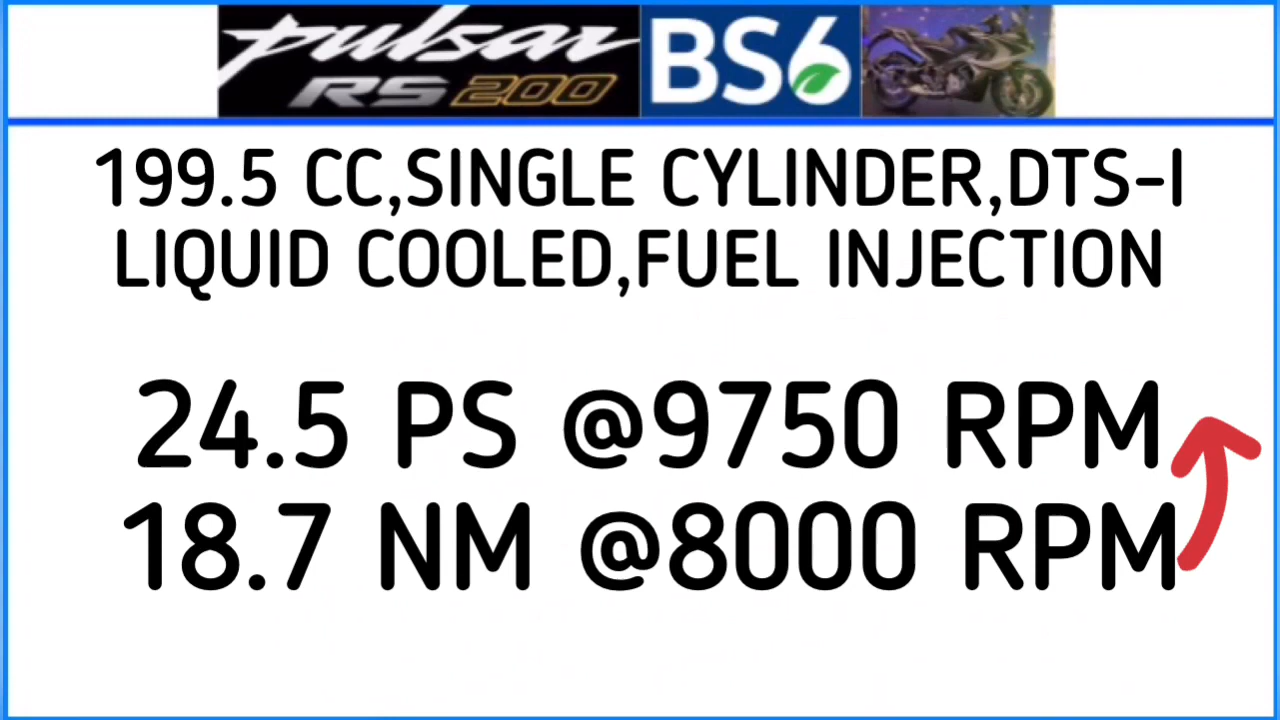 pulsar
RS 200
BS6
199.5 CC,SINGLE CYLINDER,DTS-I
LIQUID COOLED,FUEL INJECTION
24.5 PS @9750 RPM
18.7 NM @8000 RPM